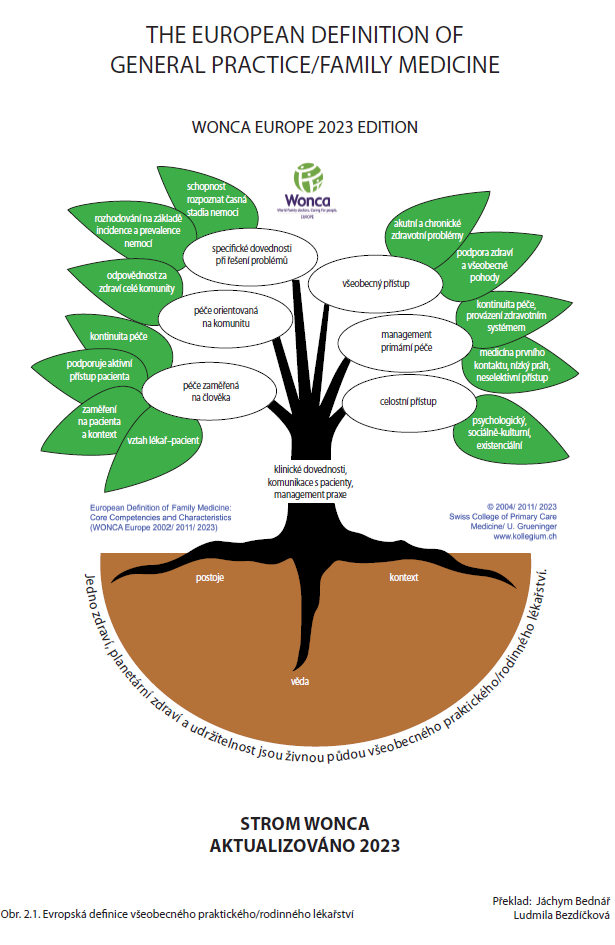 THE EUROPEAN DEFINITION OF
GENERAL PRACTICE/FAMILY MEDICINE
WONCA EUROPE 2023 EDITION
Wonca
World family doctors. Caring for people.
EUROPE
schopnost
rozpoznat časná
stadia nemoci
rozhodování na základě
incidence a prevalence
nemocí
odpovědnost za
zdraví celé komunity
kontinuita péče
podporuje aktivní
přístup pacienta
zaměření
na pacienta
a kontext
vztah lékař–pacient
specifické dovednosti
při řešení problémů
péče orientovaná
na komunitu
péče zaměřená
na člověka
všeobecný přístup
management
primární péče
celostní přístup
akutní a chronické
zdravotní problémy
podpora zdraví
a všeobecné
pohody
kontinuita péče,
provázení zdravotním
systémem
medicína prvního
kontaktu, nízký práh,
neselektivní přístup
psychologický,
sociálně-kulturní,
existenciální
klinické dovednosti,
komunikace s pacienty,
management praxe
European Definition of Family Medicine:
Core Competencies and Characteristics
(WONCA Europe 2002/ 2011/ 2023)
© 2004/ 2011/ 2023
Swiss College of Primary Care
Medicine/ U. Grueninger
www.kollegium.ch
postoje
kontext
věda
Jedno zdraví, planetární zdraví a udržitelnost jsou živnou půdou všeobecného praktického/rodinného lékařství.
STROM WONCA
AKTUALIZOVÁNO 2023
Překlad: Jáchym Bednář
Ludmila Bezdíčková
Obr. 2.1. Evropská definice všeobecného praktického/rodinného lékařství